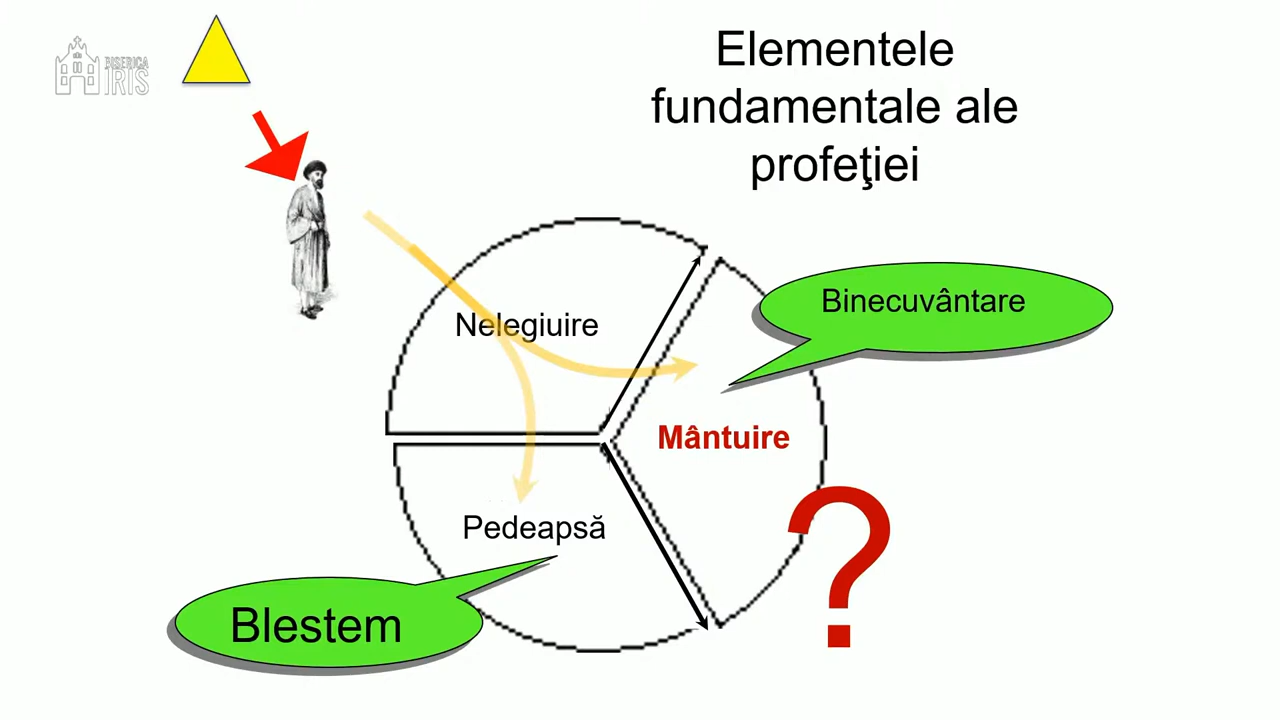 BISERICA
IRIS
Elementele
fundamentale ale
profeţiei
Binecuvântare
Nelegiuire
Mântuire
?
Pedeapsă
Blestem